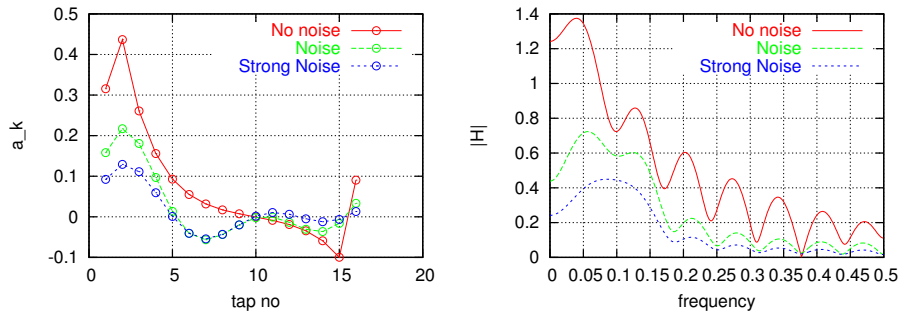 0.5
0.4
0.3
0.2
0.1
0
-0.1
a_k
0 5 10 15 20
tap no
No noise
Noise
Strong Noise
1.4
1.2
1
0.8
0.6
0.4
0.2
0
|H|
0 0.05 0.1 0.15 0.2 0.25 0.3 0.35 0.4 0.45 0.5
frequency
No noise
Noise
Strong Noise